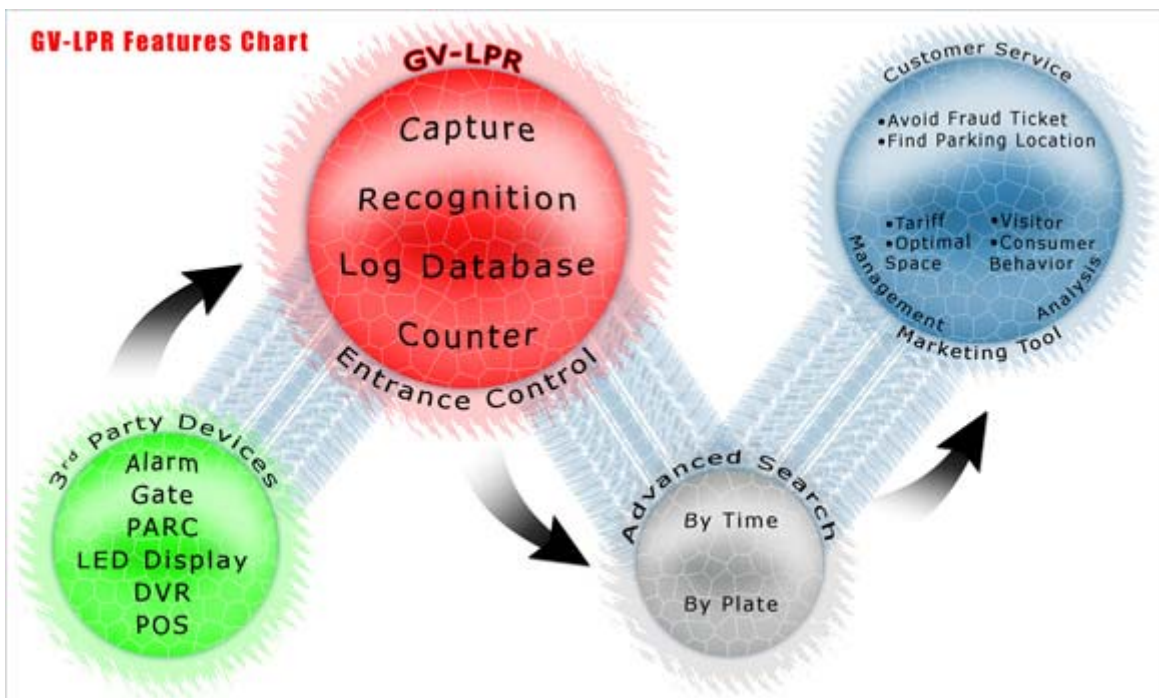 GV-LPR Features Chart
GV-LPR
Capture
Recognition
Log Database
Counter
Entrance Control
3rd Party Devices
Alarm
Gate
PARC
LED Display
DVR
POS
Advanced Search
By Time
By Plate
Customer Service
•Avoid Fraud Ticket
•Find Parking Location
•Tariff
•Optimal
Space
Management
•Visitor
•Consumer
Behavior
Analysis
Marketing Tool